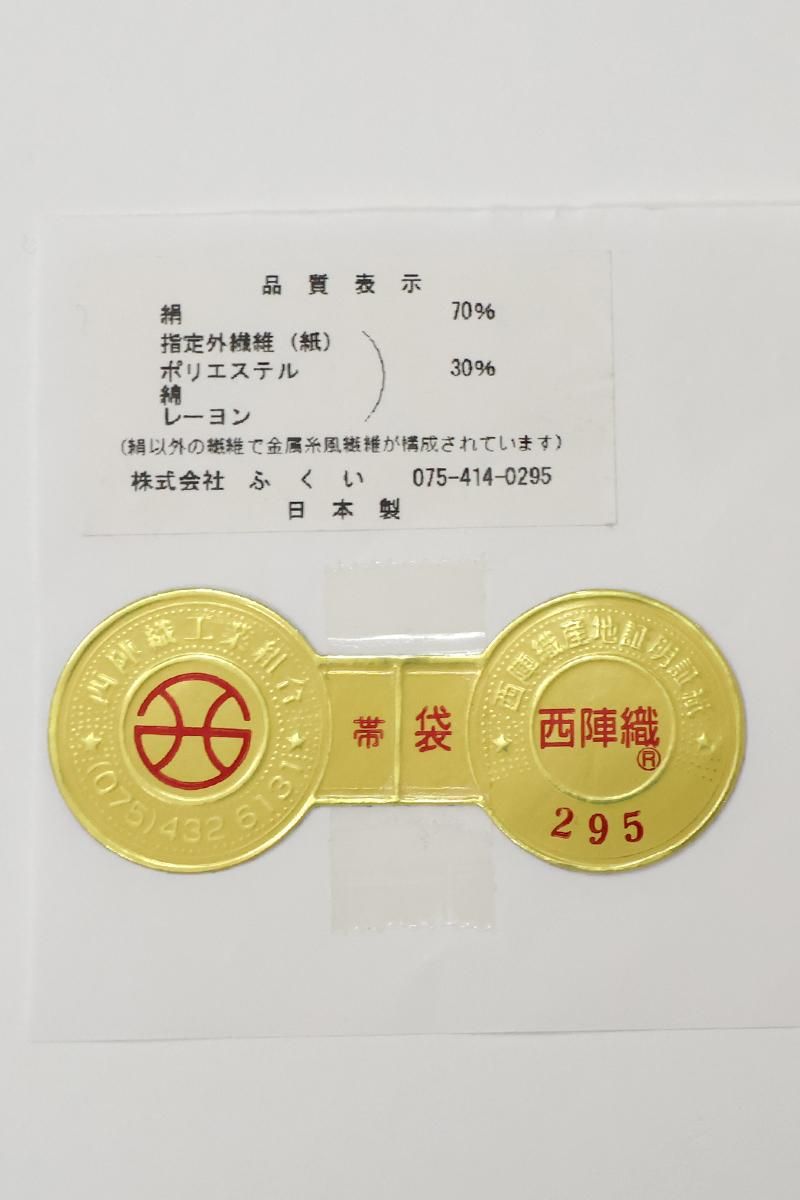 品質表示
絹 70%
指定外繊維（紙）
ポリエステル 30%
綿
レーヨン
（絹以外の繊維で金属糸風繊維が構成されています）
株式会社 ふくい 075-414-0295
日本製
西陣織工業組合
(075)432 6131
帯
袋
西陣織産地証明証紙
西陣織®
295